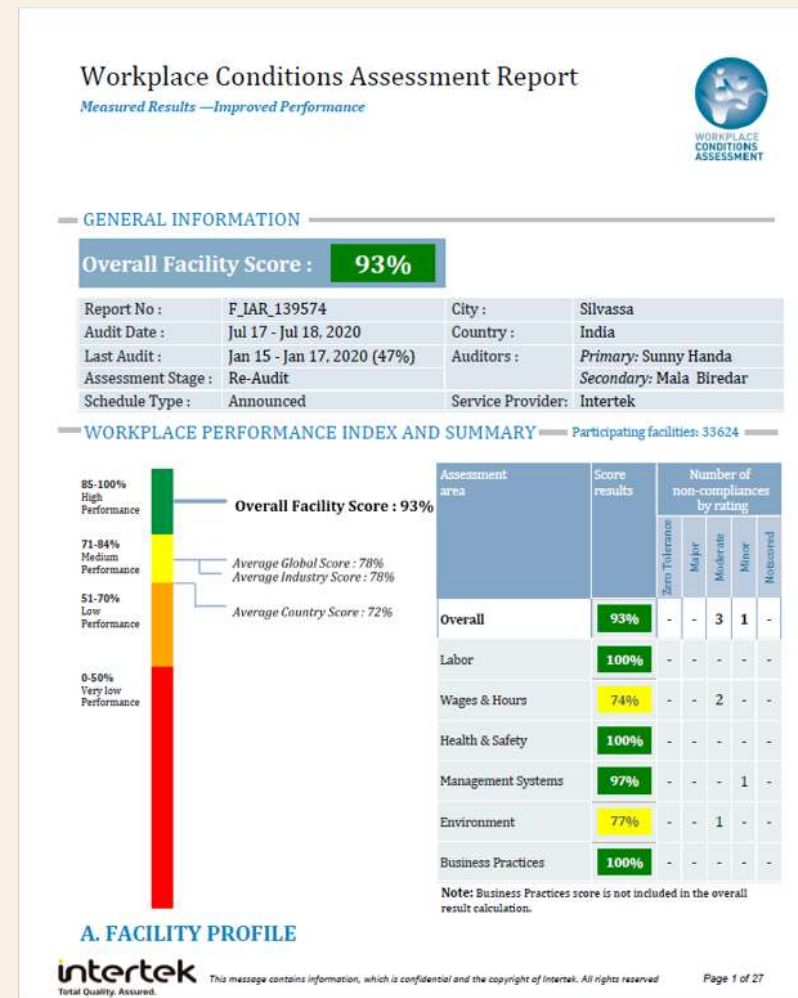 Workplace Conditions Assessment Report
Measured Results —Improved Performance
WORKPLACE
CONDITIONS
ASSESSMENT
GENERAL INFORMATION
Overall Facility Score : 93%
Report No : F_IAR_139574 City : Silvassa
Audit Date : Jul 17 - Jul 18, 2020 Country : India
Last Audit : Jan 15 - Jan 17, 2020 (47%) Auditors : Primary: Sunny Handa
Assessment Stage : Re-Audit Secondary: Mala Biredar
Schedule Type : Announced Service Provider: Intertek
WORKPLACE PERFORMANCE INDEX AND SUMMARY Participating facilities: 33624
85-100%
High
Performance
Overall Facility Score : 93%
71-84%
Medium
Performance
Average Global Score : 78%
Average Industry Score : 78%
51-70%
Low
Performance
Average Country Score : 72%
0-50%
Very low
Performance
Assessment
area
Score
results
Number of
non-compliances
by rating
Zero Tolerance
Major
Moderate
Minor
Notscored
Overall 93% - - 3 1 -
Labor 100% - - - - -
Wages & Hours 74% - - 2 - -
Health & Safety 100% - - - - -
Management Systems 97% - - - 1 -
Environment 77% - - 1 - -
Business Practices 100% - - - - -
Note: Business Practices score is not included in the overall
result calculation.
A. FACILITY PROFILE
intertek
Total Quality. Assured.
This message contains information, which is confidential and the copyright of Intertek. All rights reserved Page 1 of 27